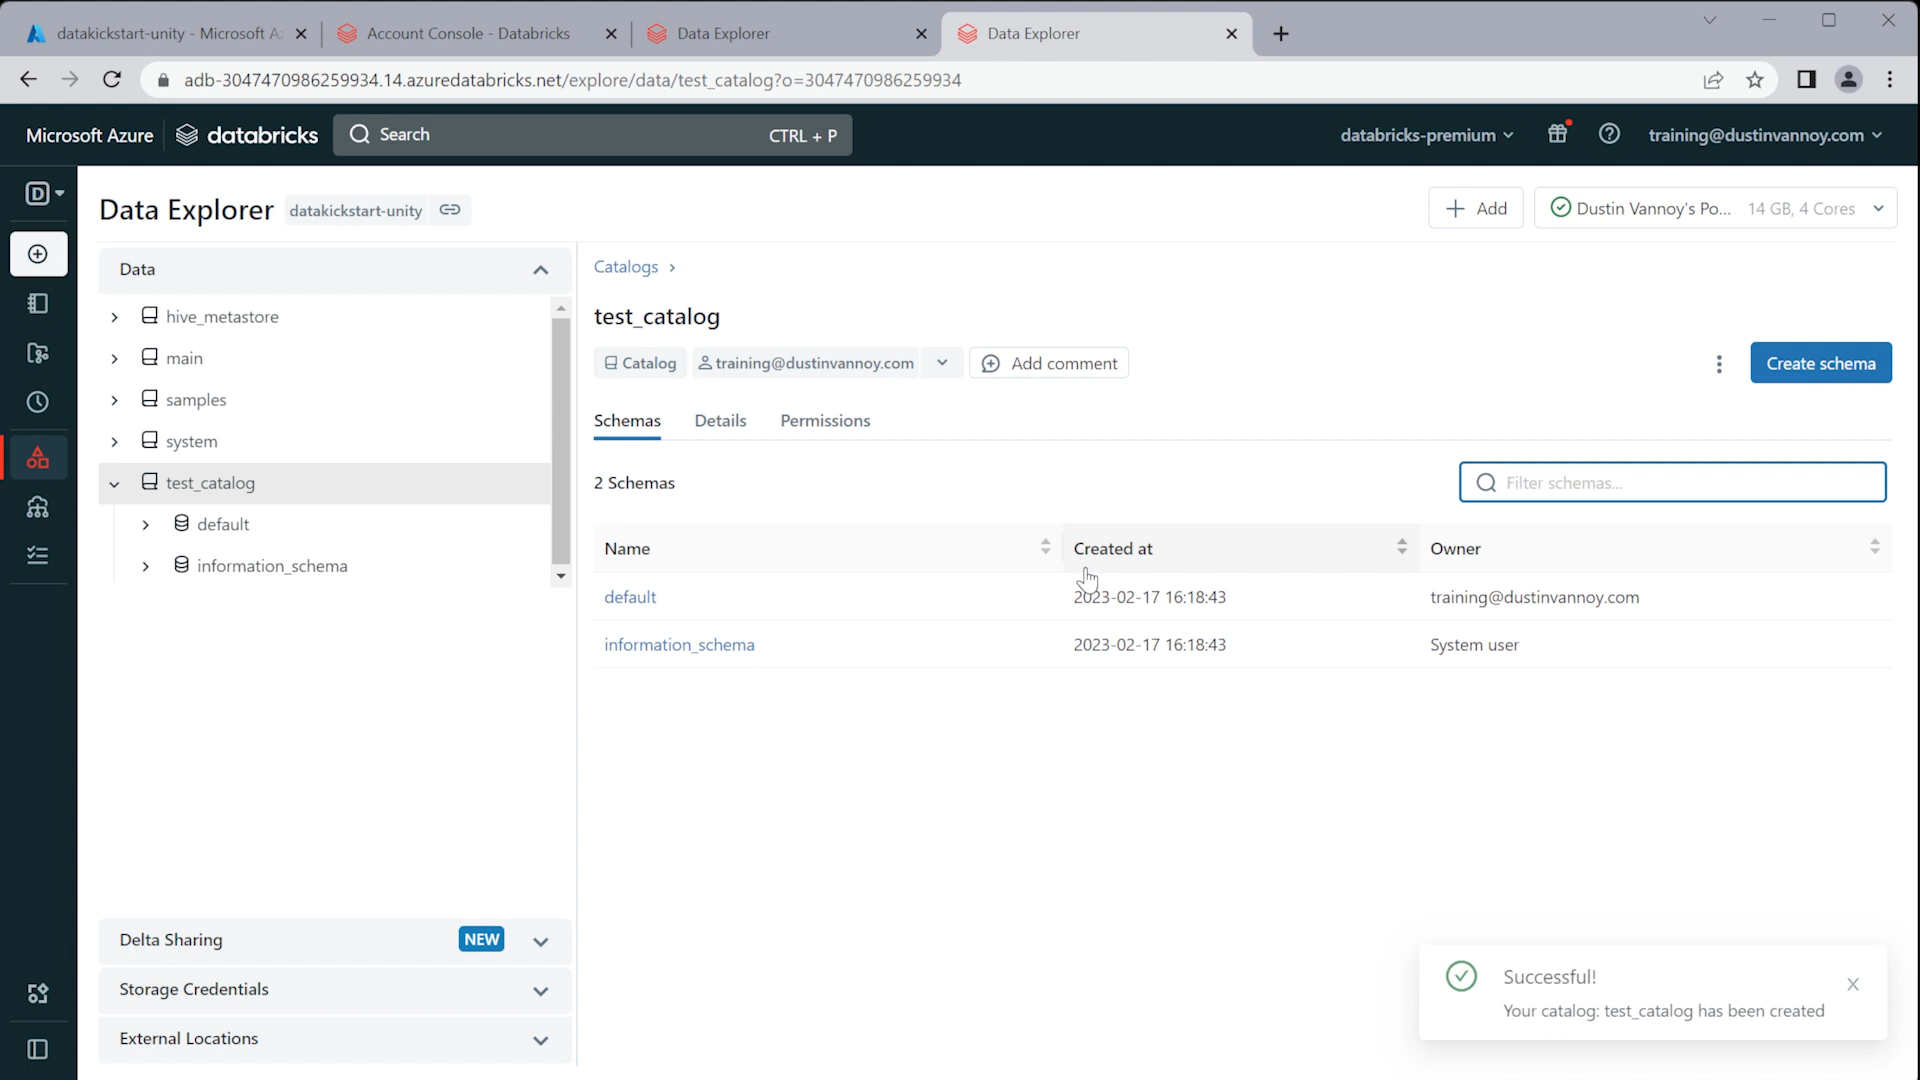 datakickstart-unity - Microsoft Az
Account Console - Databricks
Data Explorer
Data Explorer
adb-3047470986259934.14.azuredatabricks.net/explore/data/test_catalog?o=3047470986259934
Microsoft Azure
databricks
Search
CTRL + P
databricks-premium
training@dustinvannoy.com
D
Data Explorer
datakickstart-unity
Add
Dustin Vannoy's Po...
14 GB, 4 Cores
Data
hive_metastore
main
samples
system
test_catalog
default
information_schema
Delta Sharing
NEW
Storage Credentials
External Locations
Catalogs
test_catalog
Catalog
training@dustinvannoy.com
Add comment
Create schema
Schemas
Details
Permissions
2 Schemas
Filter schemas...
Name
Created at
Owner
default
2023-02-17 16:18:43
training@dustinvannoy.com
information_schema
2023-02-17 16:18:43
System user
Successful!
Your catalog: test_catalog has been created